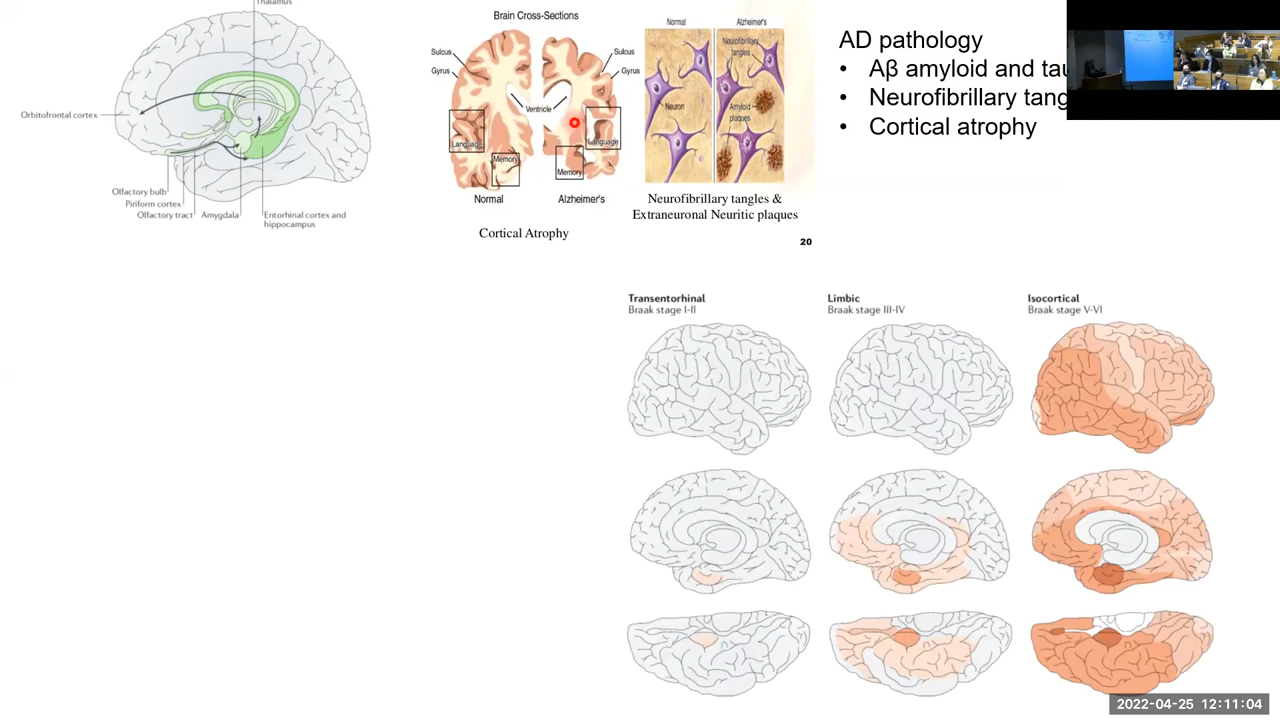 Thalamus
Orbitofrontal cortex
Olfactory bulb
Piriform cortex
Olfactory tract
Amygdala
Entorhinal cortex and
hippocampus
Brain Cross-Sections
Sulcus
Gyrus
Sulcus
Gyrus
Ventricle
Language
Language
Memory
Memory
Normal
Alzheimer's
Cortical Atrophy
Normal
Alzheimer's
Neurofibrillary
tangles
Neuron
Amyloid
plaques
Neurofibrillary tangles &
Extraneuronal Neuritic plaques
20
AD pathology
• Aβ amyloid and
• Neurofibrillary
• Cortical atrophy
Transentorhinal
Braak stage I-II
Limbic
Braak stage III-IV
Isocortical
Braak stage V-VI
2022-04-25 12:11:04